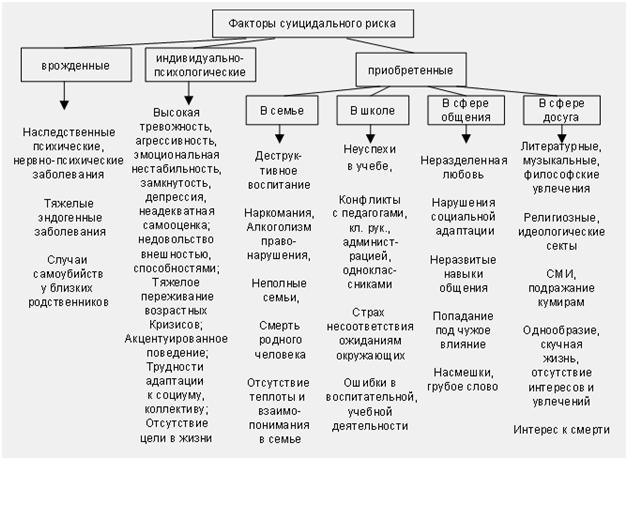 Факторы суицидального риска
врожденные
индивидуально-
психологические
приобретенные
В семье
В школе
В сфере
общения
В сфере
досуга
Наследственные
психические,
нервно-психические
заболевания
Тяжелые
эндогенные
заболевания
Случаи
самоубийств
у близких
родственников
Высокая
тревожность,
агрессивность,
эмоциональная
нестабильность,
замкнутость,
депрессия,
неадекватная
самооценка;
недовольство
внешностью,
способностями;
Тяжелое
переживание
возрастных
Кризисов;
Акцентуированное
поведение;
Трудности
адаптации
к социуму,
коллективу;
Отсутствие
цели в жизни
Деструк-
тивное
воспитание
Наркомания,
Алкоголизм
право-
нарушения,
Неполные
семьи,
Смерть
родного
человека
Отсутствие
теплоты и
взаимо-
понимания
в семье
Неуспехи
в учебе,
Конфликты
с педагогами,
кл. рук.,
админист-
рацией,
одноклас-
сниками
Страх
несоответствия
ожиданиям
окружающих
Ошибки в
воспитательной,
учебной
деятельности
Неразделенная
любовь
Нарушения
социальной
адаптации
Неразвитые
навыки
общения
Попадание
под чужое
влияние
Насмешки,
грубое слово
Литературные,
музыкальные,
философские
увлечения
Религиозные,
идеологические
секты
СМИ,
подражание
кумирам
Однообразие,
скучная
жизнь,
отсутствие
интересов и
увлечений
Интерес к смерти